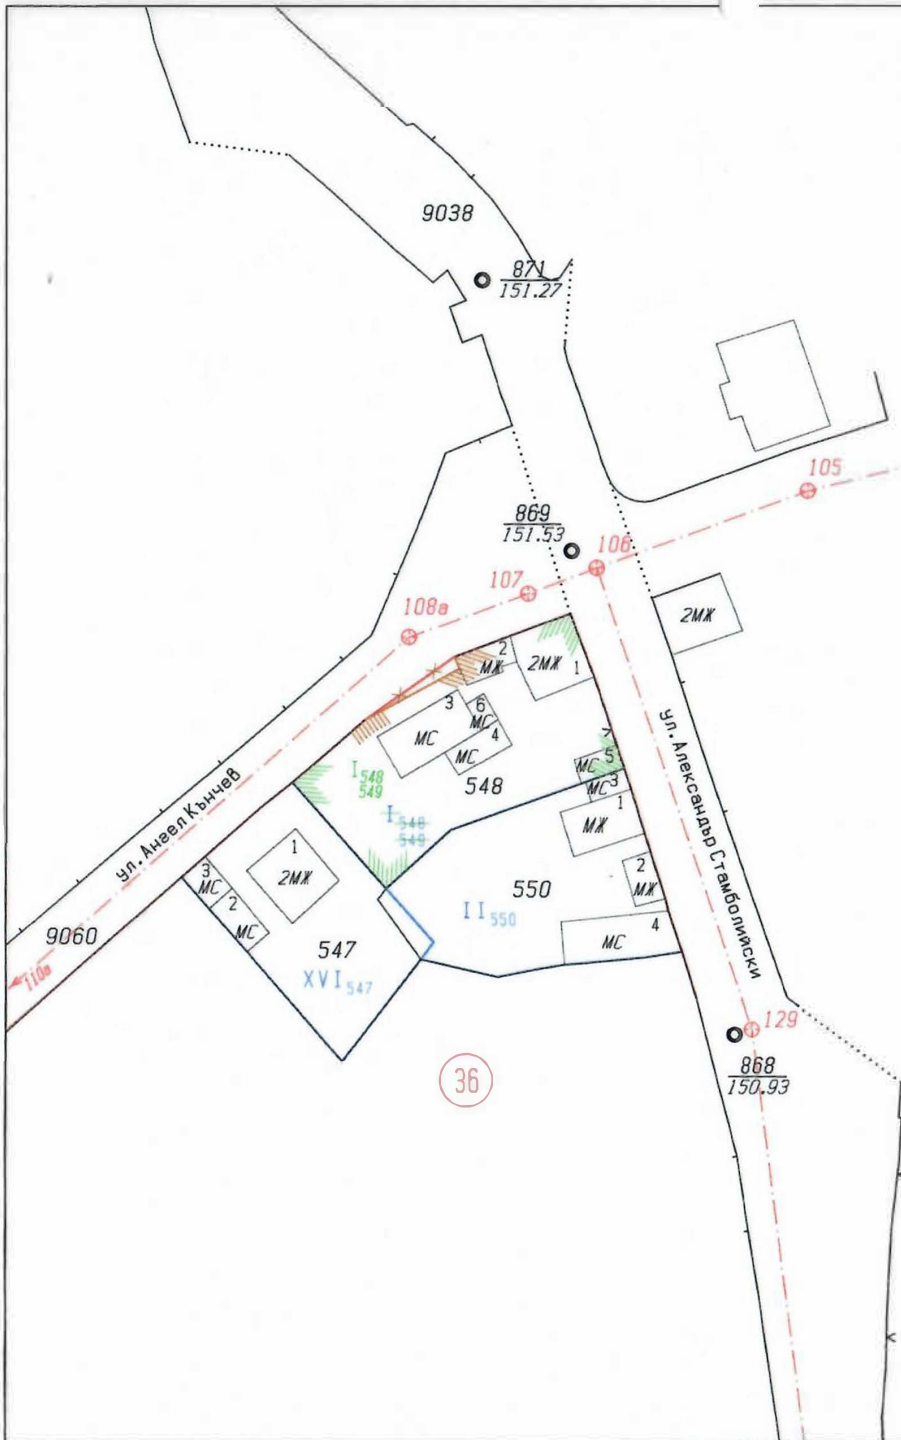 9038
871
151.27
105
869
151.53
106
107
108а
2МЖ
2
МЖ
2МЖ
1
3
6
МС
МС
4
МС
7
МС
5
548
I548
549
I548
549
МС
3
1
МЖ
ул. Александър Стамболийски
ул. Ангел Кънчев
1
2МЖ
3
МС
2
МС
550
II550
2
МЖ
4
МС
9060
110а
547
XVI547
129
868
150.93
36